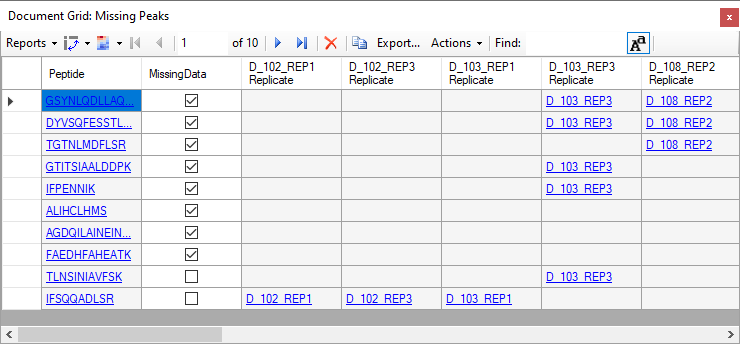 Document Grid: Missing Peaks x
Reports 1 of 10 Export... Actions Find: Aa
Peptide MissingData D_102_REP1 Replicate D_102_REP3 Replicate D_103_REP1 Replicate D_103_REP3 Replicate D_108_REP2 Replicate
GSYNLQDLLAQ... D_103_REP3 D_108_REP2
DYVSQFESSTL... D_103_REP3 D_108_REP2
TGTNLMDFLSR D_108_REP2
GTITSIAALDDPK D_103_REP3
IFPENNIK D_103_REP3
ALIHCLHMS
AGDQILAINEIN...
FAEDHFAHEATK
TLNSINIAVFSK D_103_REP3
IFSQQADLSR D_102_REP1 D_102_REP3 D_103_REP1